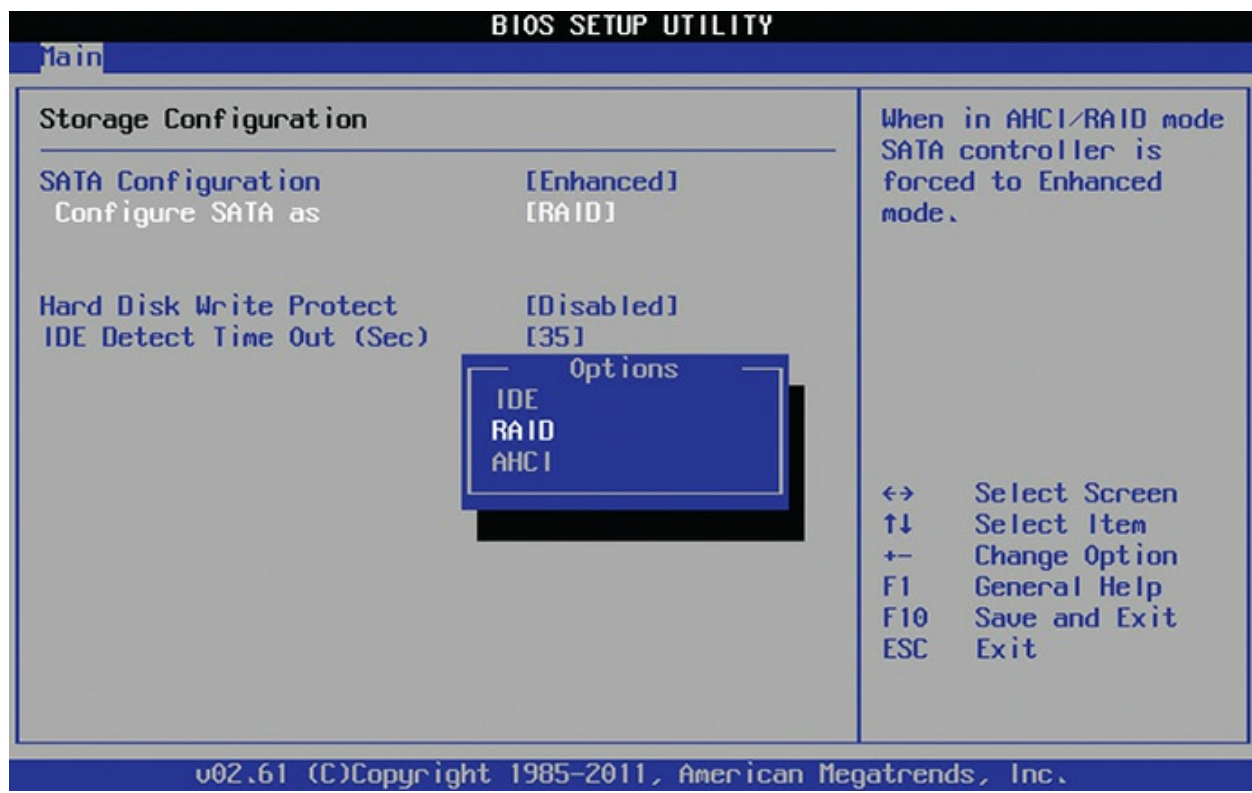 BIOS SETUP UTILITY
Main
Storage Configuration
SATA Configuration [Enhanced]
Configure SATA as [RAID]
Hard Disk Write Protect [Disabled]
IDE Detect Time Out (Sec) [35]
Options
IDE
RAID
AHCI
When in AHCI/RAID mode
SATA controller is
forced to Enhanced
mode.
←→ Select Screen
↑↓ Select Item
+- Change Option
F1 General Help
F10 Save and Exit
ESC Exit
v02.61 (C)Copyright 1985-2011, American Megatrends, Inc.